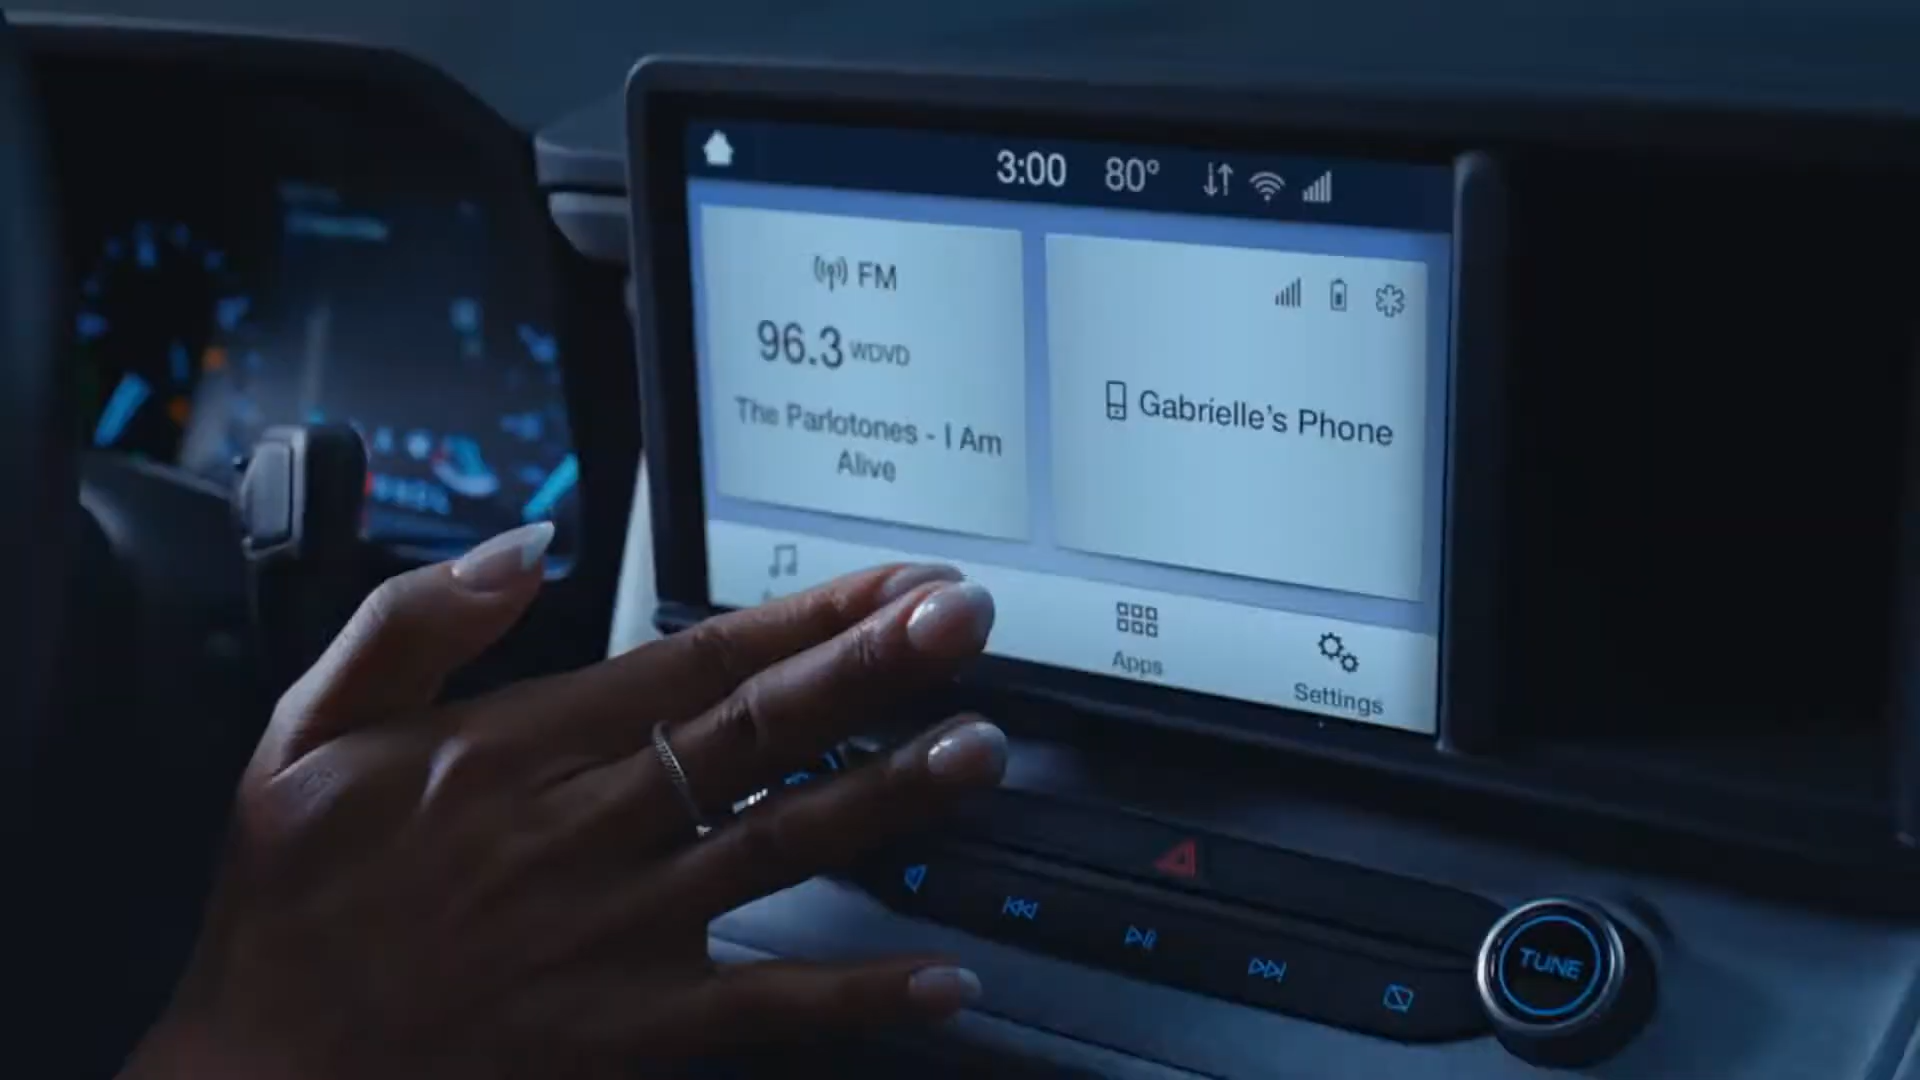 3:00 80°
FM
96.3 WDVD
The Parlotones - I Am
Alive
Gabrielle's Phone
Apps
Settings
TUNE